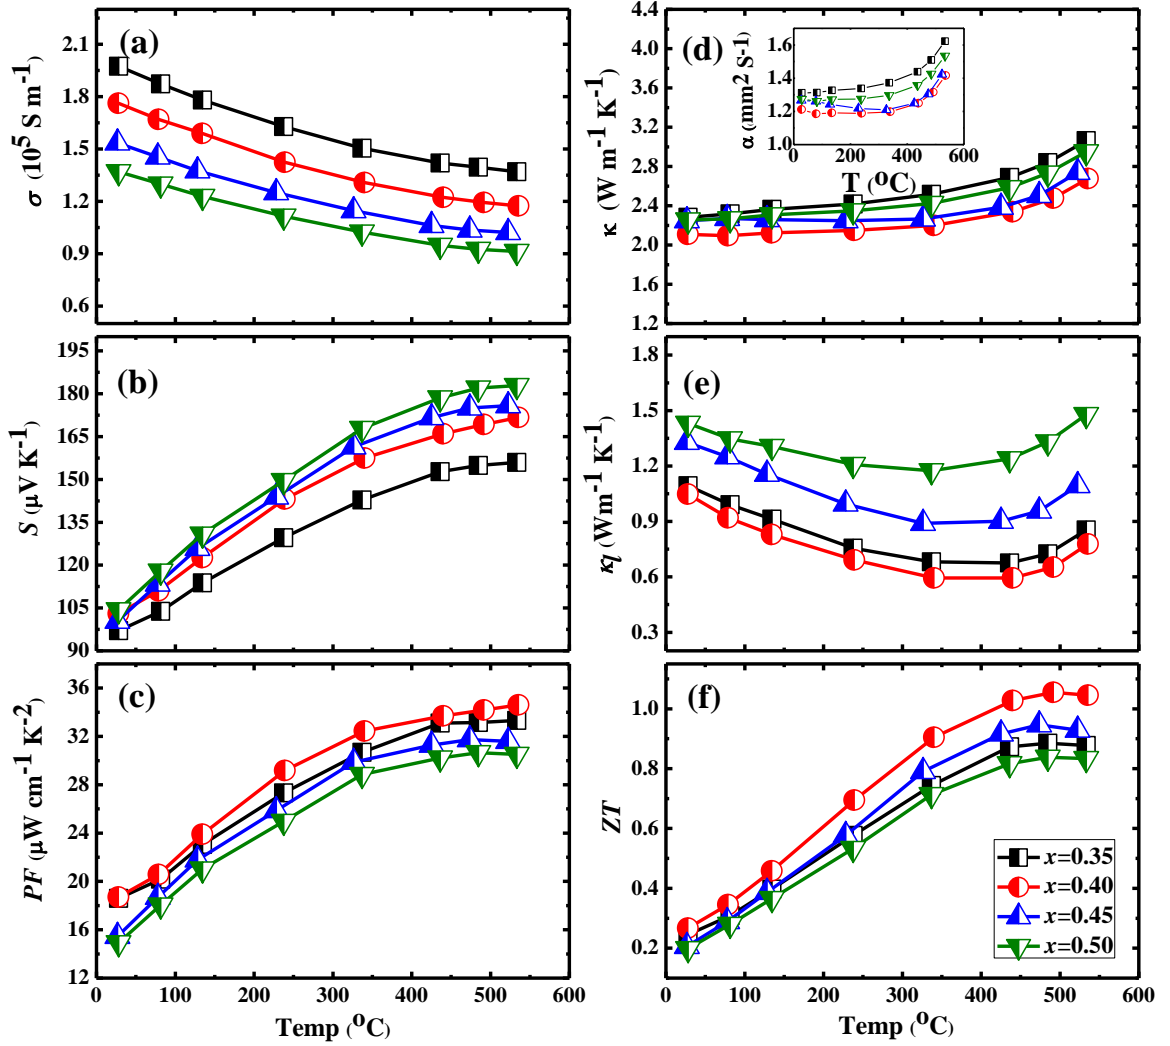 (a)
σ (10⁵ S m⁻¹)
2.1
1.8
1.5
1.2
0.9
0.6
(b)
S (μV K⁻¹)
195
180
165
150
135
120
105
90
(c)
PF (μW cm⁻¹ K⁻²)
36
32
28
24
20
16
12
0 100 200 300 400 500 600
Temp (°C)
(d)
κ (W m⁻¹ K⁻¹)
4.4
4.0
3.6
3.2
2.8
2.4
2.0
1.6
1.2
α (mm² S⁻¹)
1.6
1.4
1.2
1.0
0 200 400 600
T (°C)
(e)
κl (Wm⁻¹ K⁻¹)
1.8
1.5
1.2
0.9
0.6
0.3
(f)
ZT
1.0
0.8
0.6
0.4
0.2
x=0.35
x=0.40
x=0.45
x=0.50
0 100 200 300 400 500 600
Temp (°C)